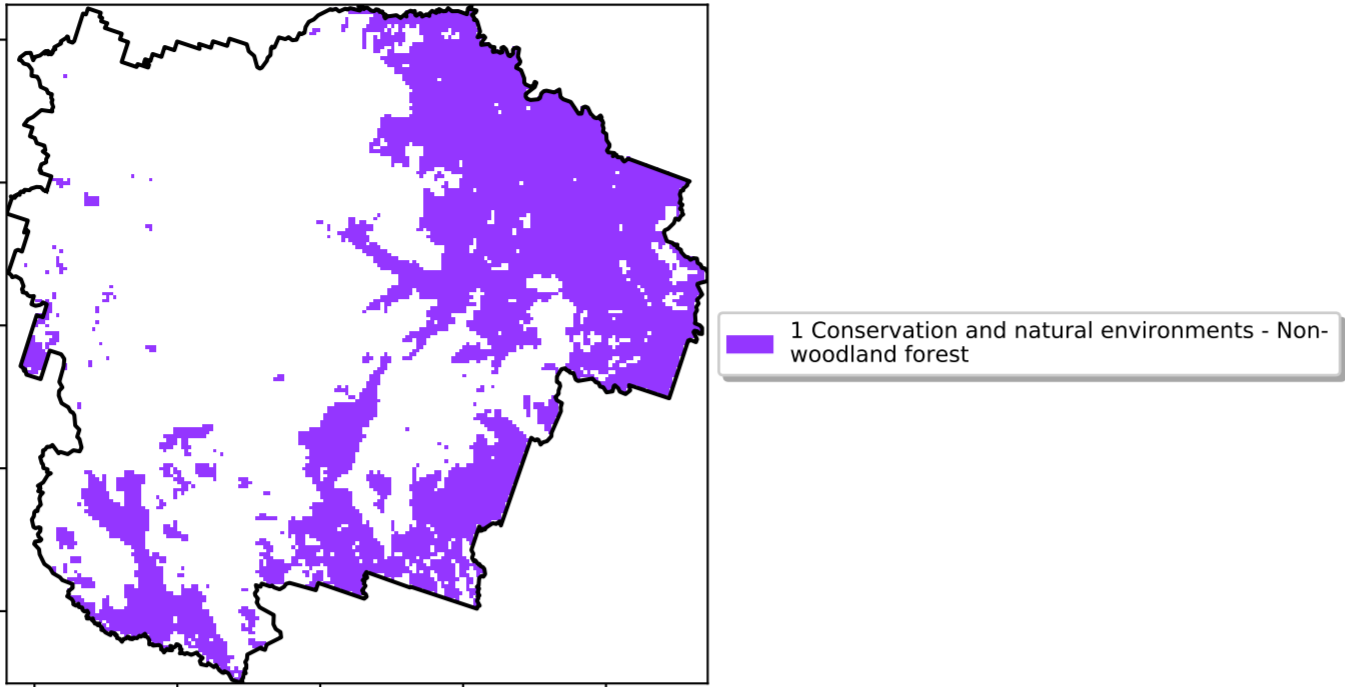 1 Conservation and natural environments - Non-
woodland forest